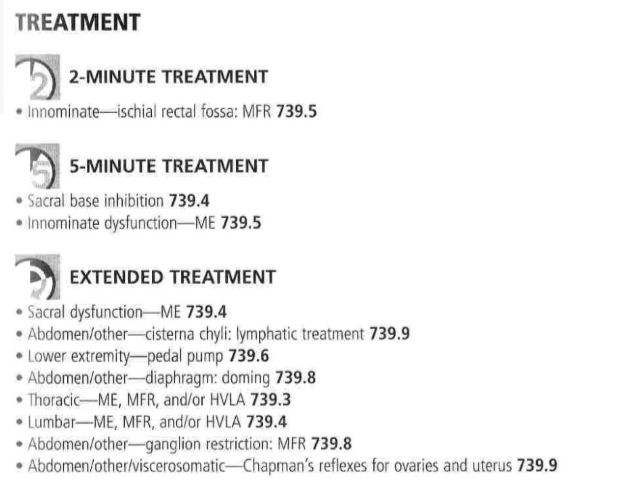 TREATMENT
2
2-MINUTE TREATMENT
• Innominate—ischial rectal fossa: MFR 739.5
5
5-MINUTE TREATMENT
• Sacral base inhibition 739.4
• Innominate dysfunction—ME 739.5
EXTENDED TREATMENT
• Sacral dysfunction—ME 739.4
• Abdomen/other—cisterna chyli: lymphatic treatment 739.9
• Lower extremity—pedal pump 739.6
• Abdomen/other—diaphragm: doming 739.8
• Thoracic—ME, MFR, and/or HVLA 739.3
• Lumbar—ME, MFR, and/or HVLA 739.4
• Abdomen/other—ganglion restriction: MFR 739.8
• Abdomen/other/viscerosomatic—Chapman's reflexes for ovaries and uterus 739.9